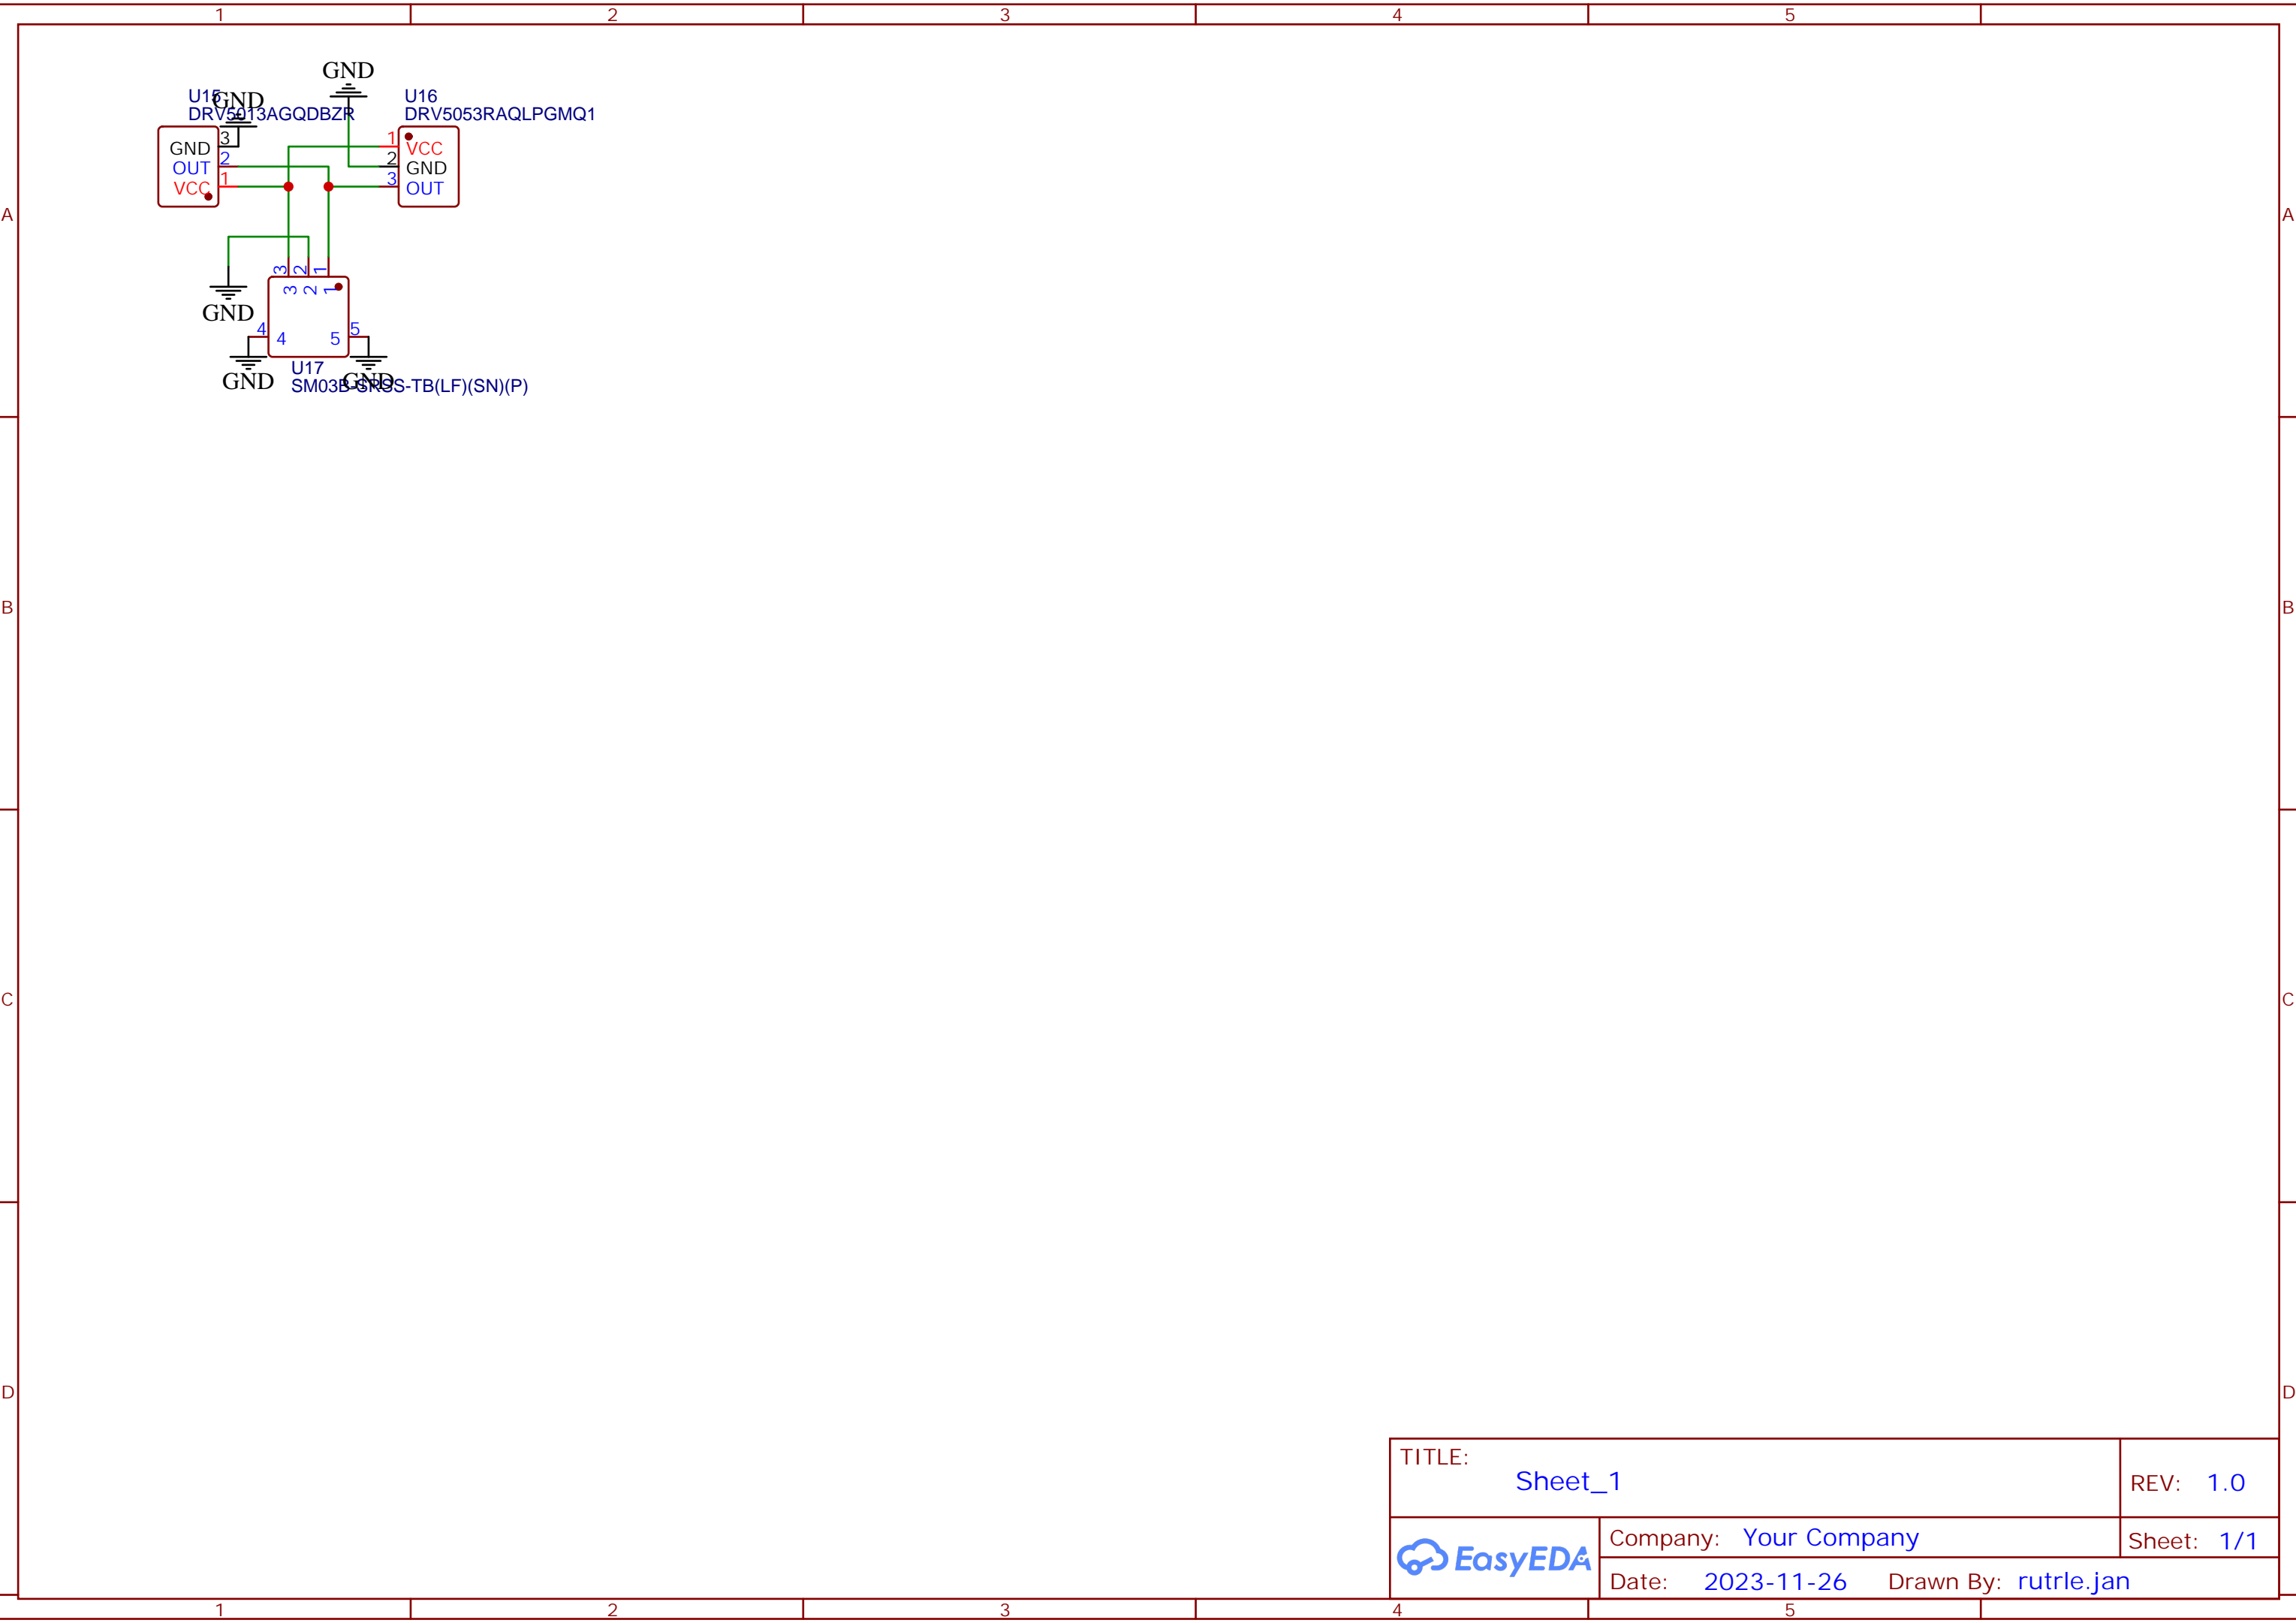 1 2 3 4 5
GND
U15
GND
DRV5013AGQDBZR
U16
DRV5053RAQLPGMQ1
GND 3
OUT 2
VCC 1
1 VCC
2 GND
3 OUT
A A
3 2 1
3 2 1
GND
4 4 5 5
GND
GND
U17
SM03B-SRSS-TB(LF)(SN)(P)
B B
C C
D D
TITLE:
Sheet_1
REV: 1.0
EasyEDA
Company: Your Company
Sheet: 1/1
Date: 2023-11-26 Drawn By: rutrle.jan
1 2 3 4 5